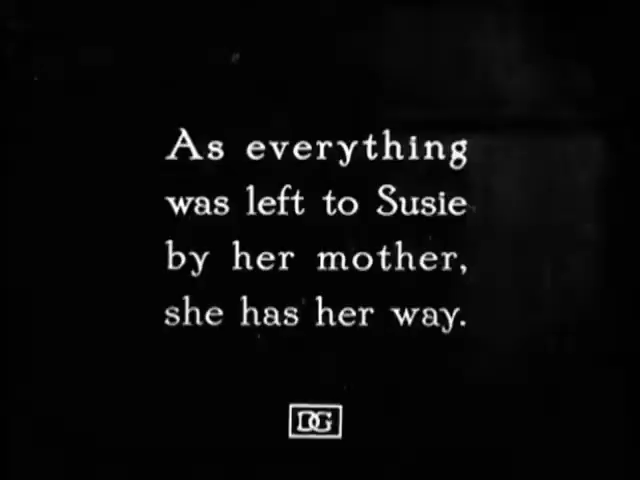 As everything
was left to Susie
by her mother,
she has her way.
DG